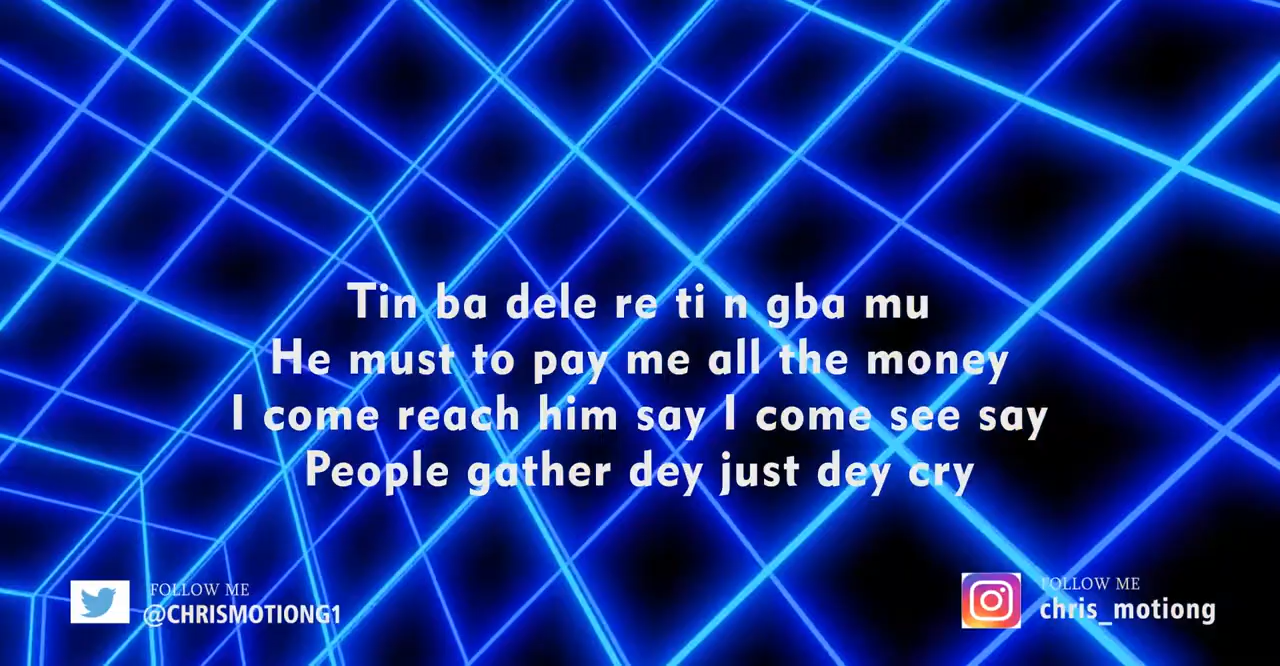 Tin ba dele re ti n gba mu
He must to pay me all the money
I come reach him say I come see say
People gather dey just dey cry
FOLLOW ME
@CHRISMOTIONG1
FOLLOW ME
chris_motiong